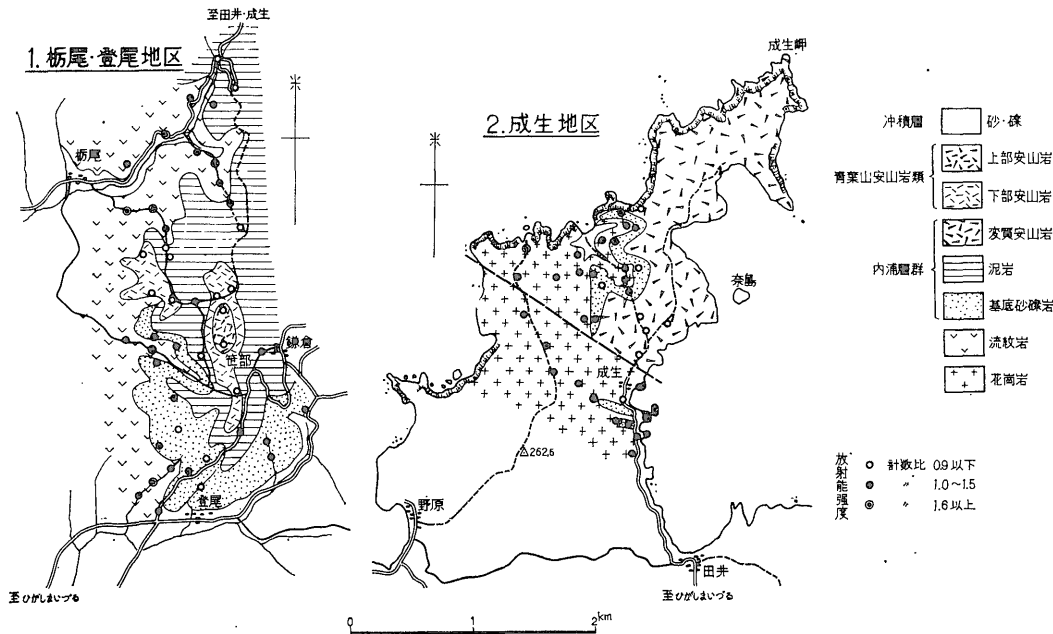 至田井・成生
1. 栃尾・登尾地区
栃尾
鎌倉
笹部
登尾
至ひがしまいづる
2. 成生地区
成生岬
奈島
成生
△262.6
野原
田井
至ひがしまいづる
0 1 2 km
冲積層 砂・礫
青葉山安山岩類
上部安山岩
下部安山岩
内浦層群
変質安山岩
泥岩
基底砂礫岩
流紋岩
花崗岩
放射能强度
計数比 0.9以下
〃 1.0~1.5
〃 1.6以上